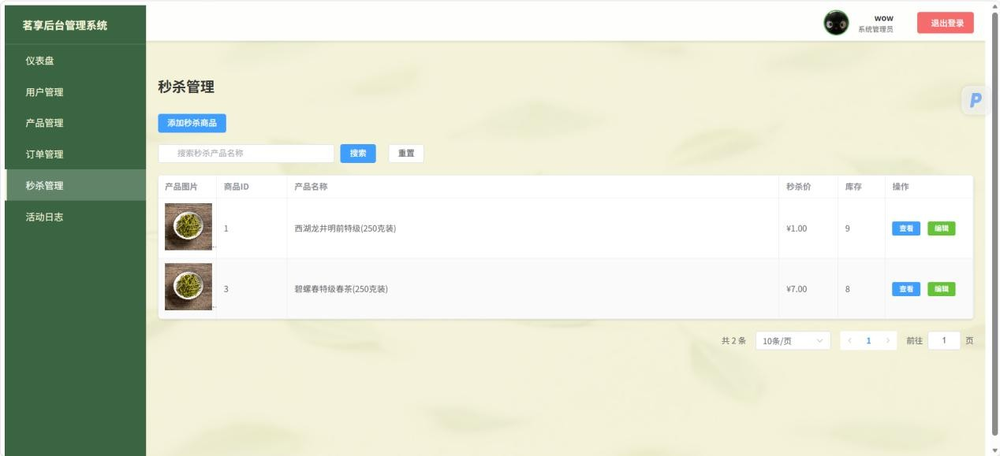 茗享后台管理系统
wow
系统管理员
退出登录
仪表盘
用户管理
产品管理
订单管理
秒杀管理
活动日志
秒杀管理
添加秒杀商品
搜索秒杀产品名称 搜索 重置
产品图片 商品ID 产品名称 秒杀价 库存 操作
1 西湖龙井明前特级(250克装) ¥1.00 9 查看 编辑
3 碧螺春特级春茶(250克装) ¥7.00 8 查看 编辑
共 2 条 10条/页 1 前往 1 页
P